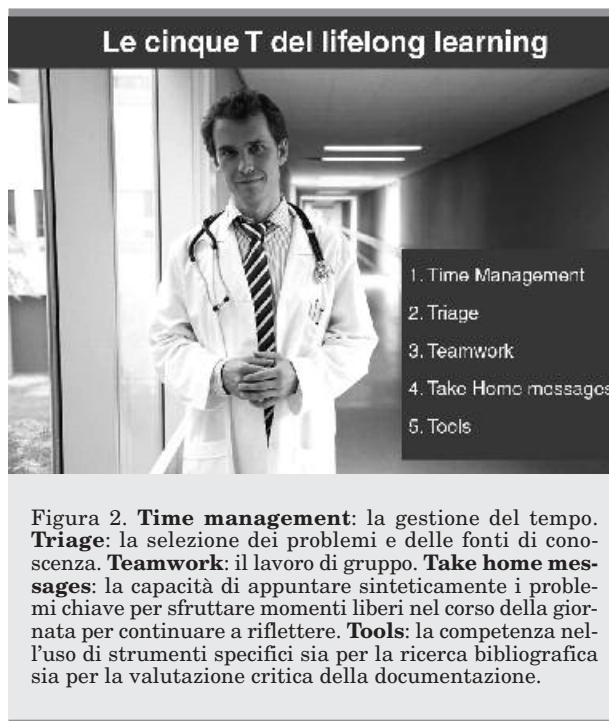 Le cinque T del lifelong learning
1. Time Management
2. Triage
3. Teamwork
4. Take Home messages
5. Tools
Figura 2. Time management: la gestione del tempo.
Triage: la selezione dei problemi e delle fonti di cono-
scenza. Teamwork: il lavoro di gruppo. Take home mes-
sages: la capacità di appuntare sinteticamente i proble-
mi chiave per sfruttare momenti liberi nel corso della gior-
nata per continuare a riflettere. Tools: la competenza nel-
l'uso di strumenti specifici sia per la ricerca bibliografica
sia per la valutazione critica della documentazione.